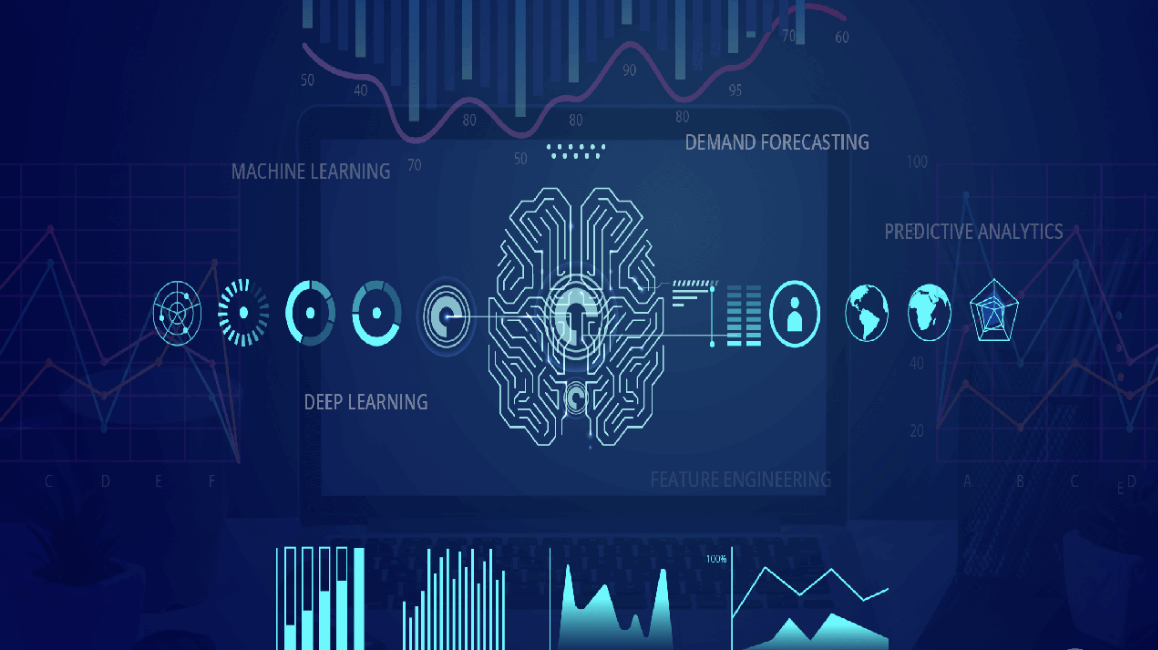 70
60
50
40
90
95
80
80
80
70
50
DEMAND FORECASTING
MACHINE LEARNING
100
PREDICTIVE ANALYTICS
40
DEEP LEARNING
20
FEATURE ENGINEERING
C D E F
A B C E D
100%